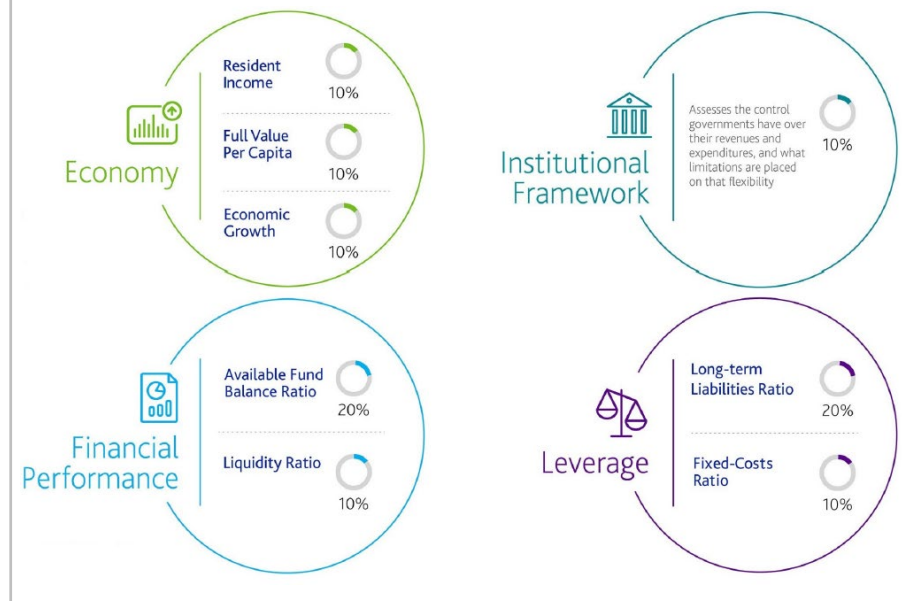 Economy
Resident
Income
10%
Full Value
Per Capita
10%
Economic
Growth
10%
Institutional
Framework
Assesses the control
governments have over
their revenues and
expenditures, and what
limitations are placed
on that flexibility
10%
Financial
Performance
Available Fund
Balance Ratio
20%
Liquidity Ratio
10%
Leverage
Long-term
Liabilities Ratio
20%
Fixed-Costs
Ratio
10%